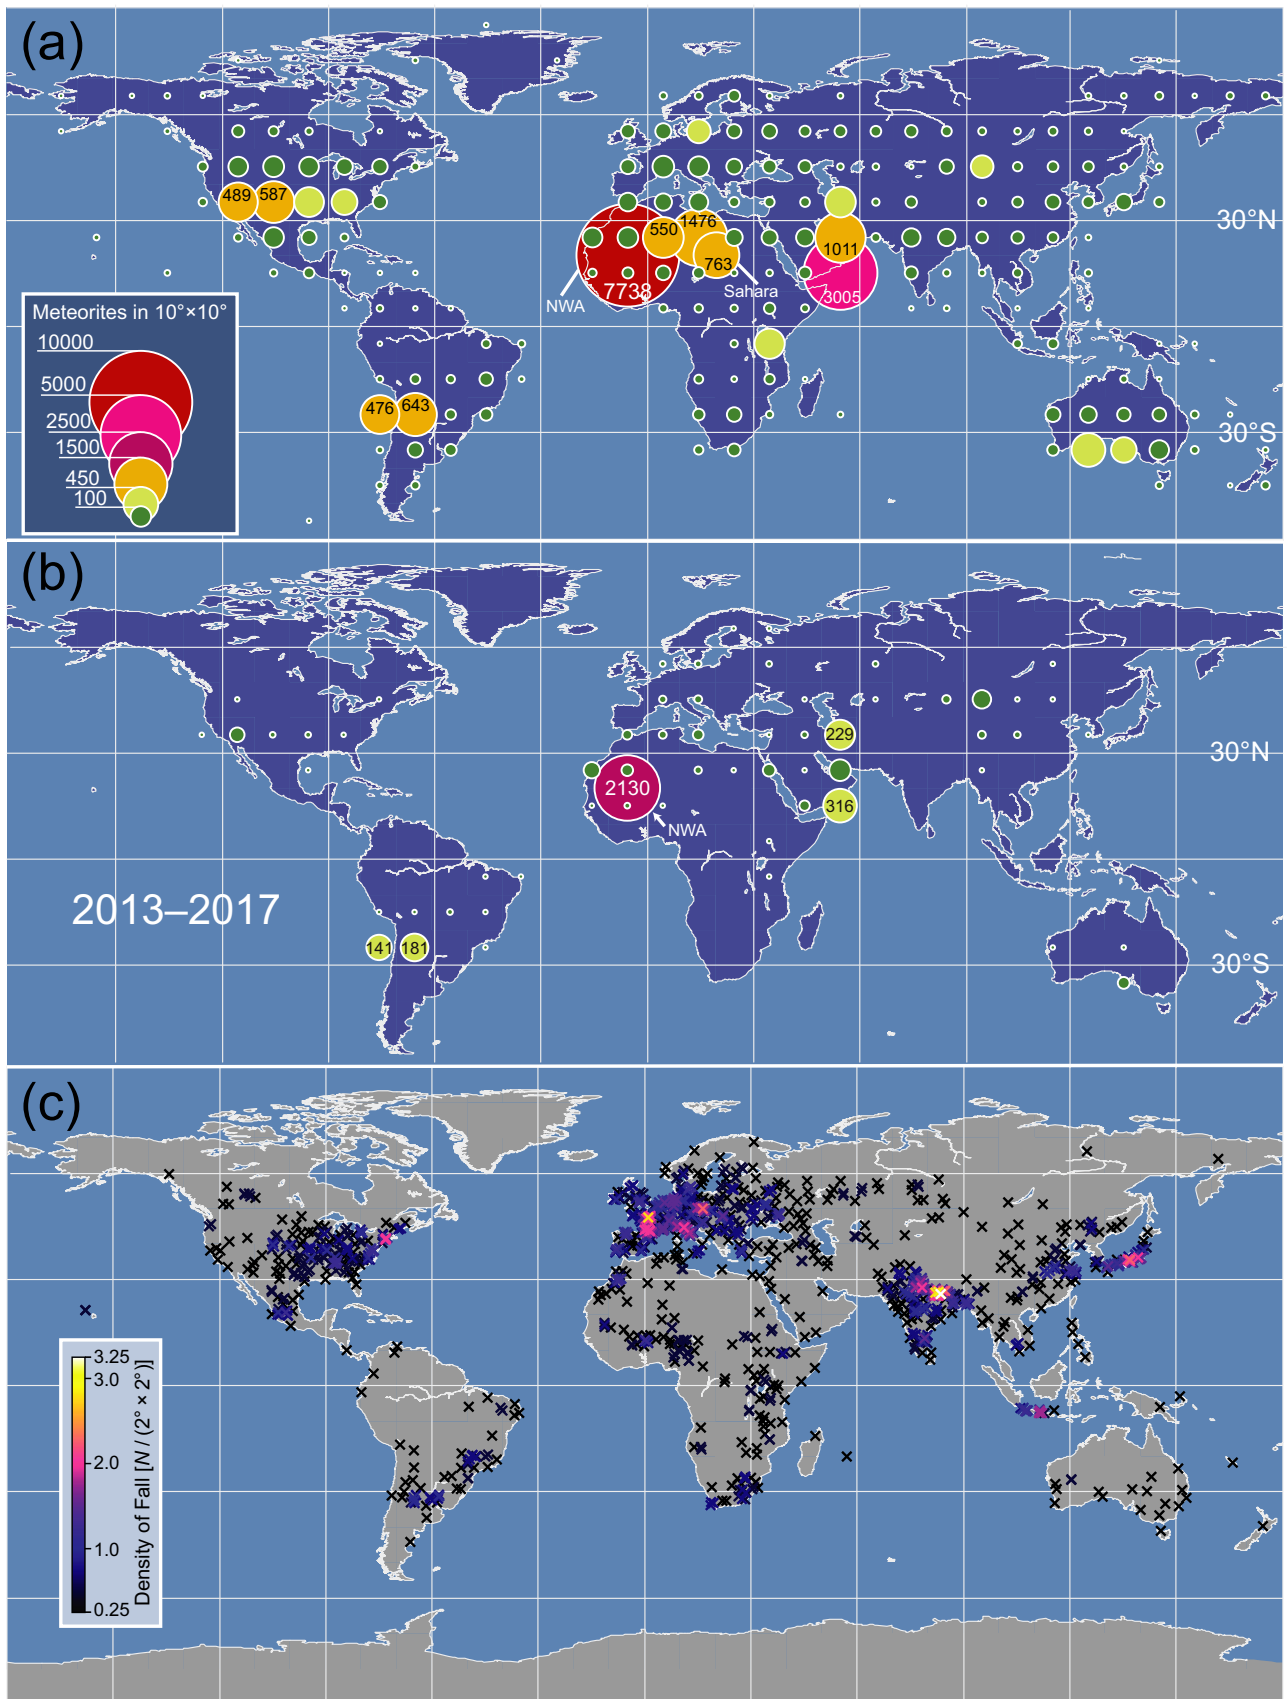 (a)
489
587
550
1476
763
1011
3005
7738
NWA
Sahara
30°N
Meteorites in 10°×10°
10000
5000
2500
1500
450
100
476
643
30°S
(b)
229
30°N
2130
316
NWA
2013–2017
141
181
30°S
(c)
3.25
3.0
2.0
1.0
0.25
Density of Fall [N / (2° × 2°)]